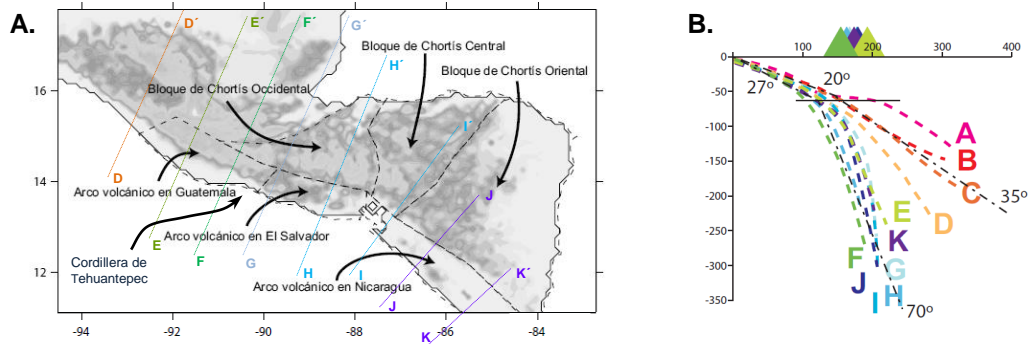 A.
D´
E´
F´
G´
H´
I´
Bloque de Chortís Central
Bloque de Chortís Oriental
Bloque de Chortís Occidental
16
14
12
D
Arco volcánico en Guatemala
Arco volcánico en El Salvador
Cordillera de
Tehuantepec
E
F
G
H
I
J
J
K´
K
Arco volcánico en Nicaragua
-94
-92
-90
-88
-86
-84
B.
100
200
300
400
0
-50
-100
-150
-200
-250
-300
-350
27º
20º
35º
70º
A
B
C
D
E
K
F
G
J
I
H